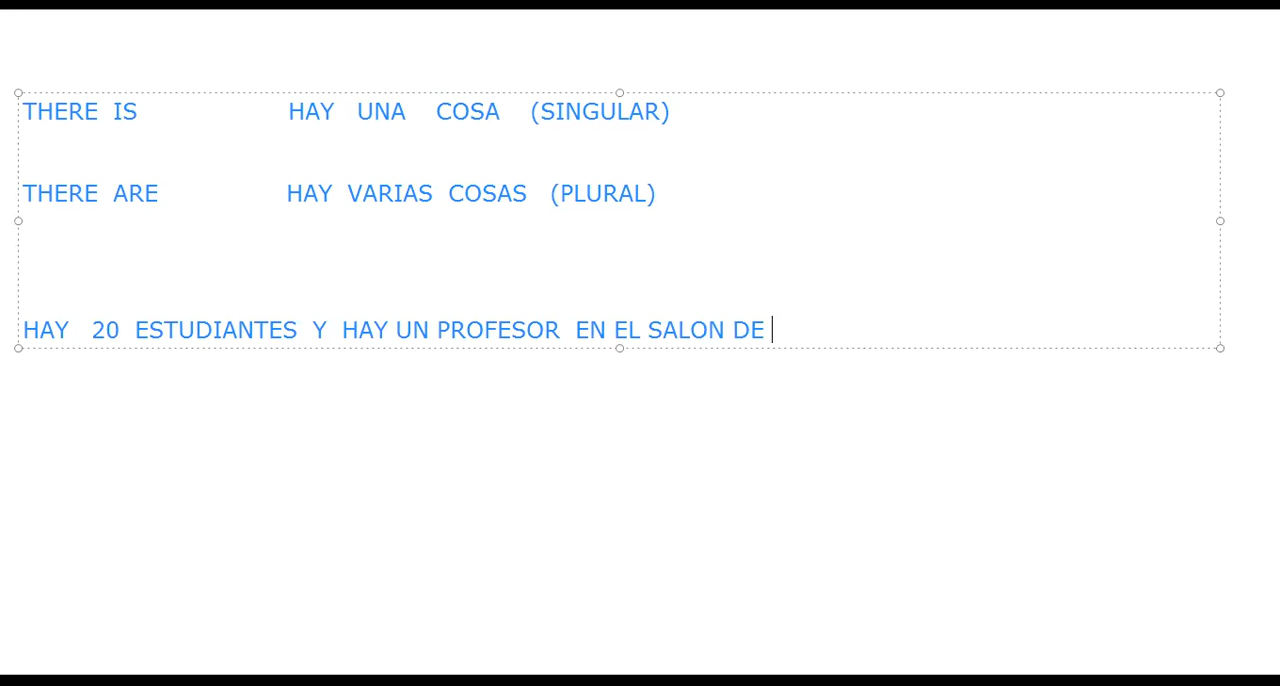 THERE IS HAY UNA COSA (SINGULAR)
THERE ARE HAY VARIAS COSAS (PLURAL)
HAY 20 ESTUDIANTES Y HAY UN PROFESOR EN EL SALON DE